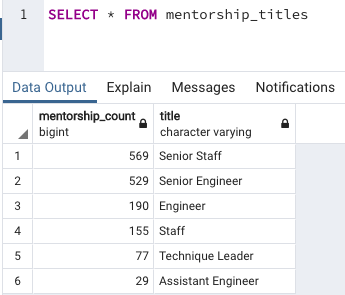 1 SELECT * FROM mentorship_titles
Data Output Explain Messages Notifications
mentorship_count title
bigint character varying
1 569 Senior Staff
2 529 Senior Engineer
3 190 Engineer
4 155 Staff
5 77 Technique Leader
6 29 Assistant Engineer